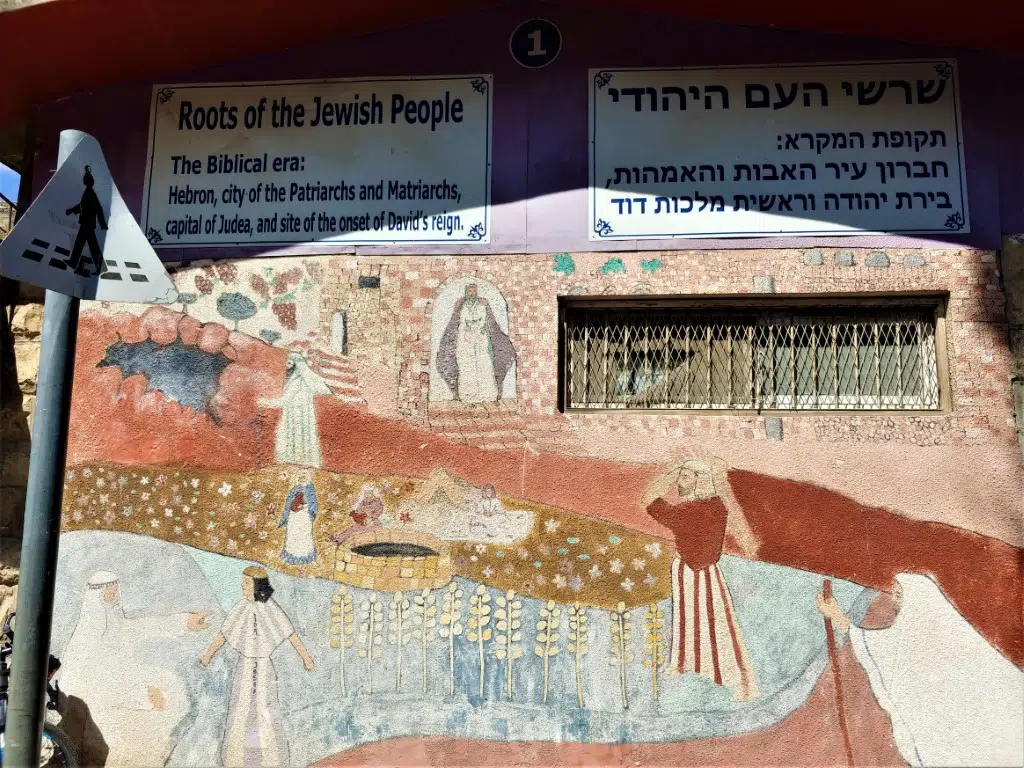 1
Roots of the Jewish People
The Biblical era:
Hebron, city of the Patriarchs and Matriarchs,
capital of Judea, and site of the onset of David's reign.
שרשי העם היהודי
תקופת המקרא:
חברון עיר האבות והאמהות,
בירת יהודה וראשית מלכות דוד